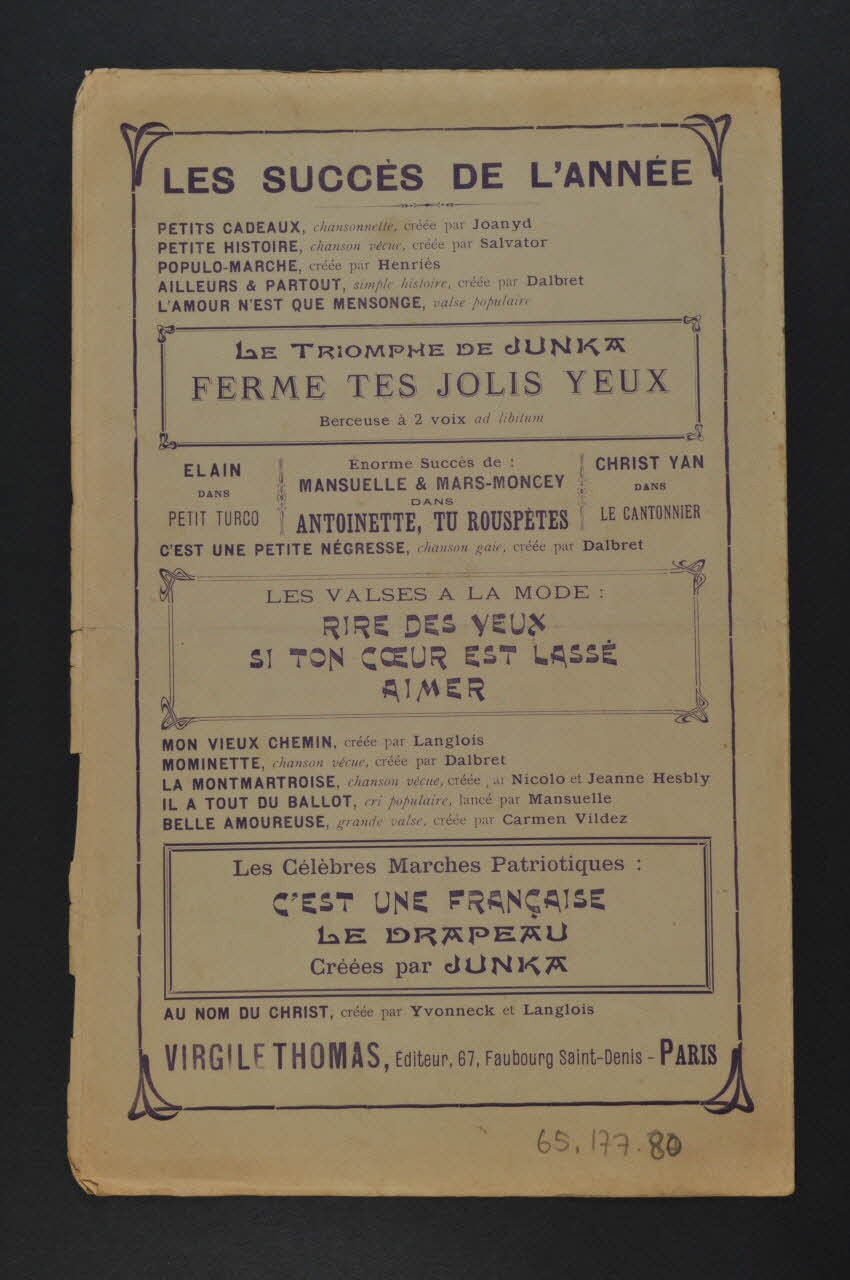 LES SUCCÈS DE L'ANNÉE
PETITS CADEAUX, chansonnette, créée par Joanyd
PETITE HISTOIRE, chanson vécue, créée par Salvator
POPULO-MARCHE, créée par Henriès
AILLEURS & PARTOUT, simple histoire, créée par Dalbret
L'AMOUR N'EST QUE MENSONGE, valse populaire
LE TRIOMPHE DE JUNKA
FERME TES JOLIS YEUX
Berceuse à 2 voix ad libitum
ELAIN
DANS
PETIT TURCO
Énorme Succès de :
MANSUELLE & MARS-MONCEY
DANS
ANTOINETTE, TU ROUSPÈTES
CHRIST YAN
DANS
LE CANTONNIER
C'EST UNE PETITE NÉGRESSE, chanson gaie, créée par Dalbret
LES VALSES A LA MODE :
RIRE DES YEUX
SI TON CŒUR EST LASSÉ
AIMER
MON VIEUX CHEMIN, créée par Langlois
MOMINETTE, chanson vécue, créée par Dalbret
LA MONTMARTROISE, chanson vécue, créée ar Nicolo et Jeanne Hesbly
IL A TOUT DU BALLOT, cri populaire, lancé par Mansuelle
BELLE AMOUREUSE, grande valse, créée par Carmen Vildez
Les Célèbres Marches Patriotiques :
C'EST UNE FRANÇAISE
LE DRAPEAU
Créées par JUNKA
AU NOM DU CHRIST, créée par Yvonneck et Langlois
VIRGILE THOMAS, Éditeur, 67, Faubourg Saint-Denis - PARIS
65.177.80